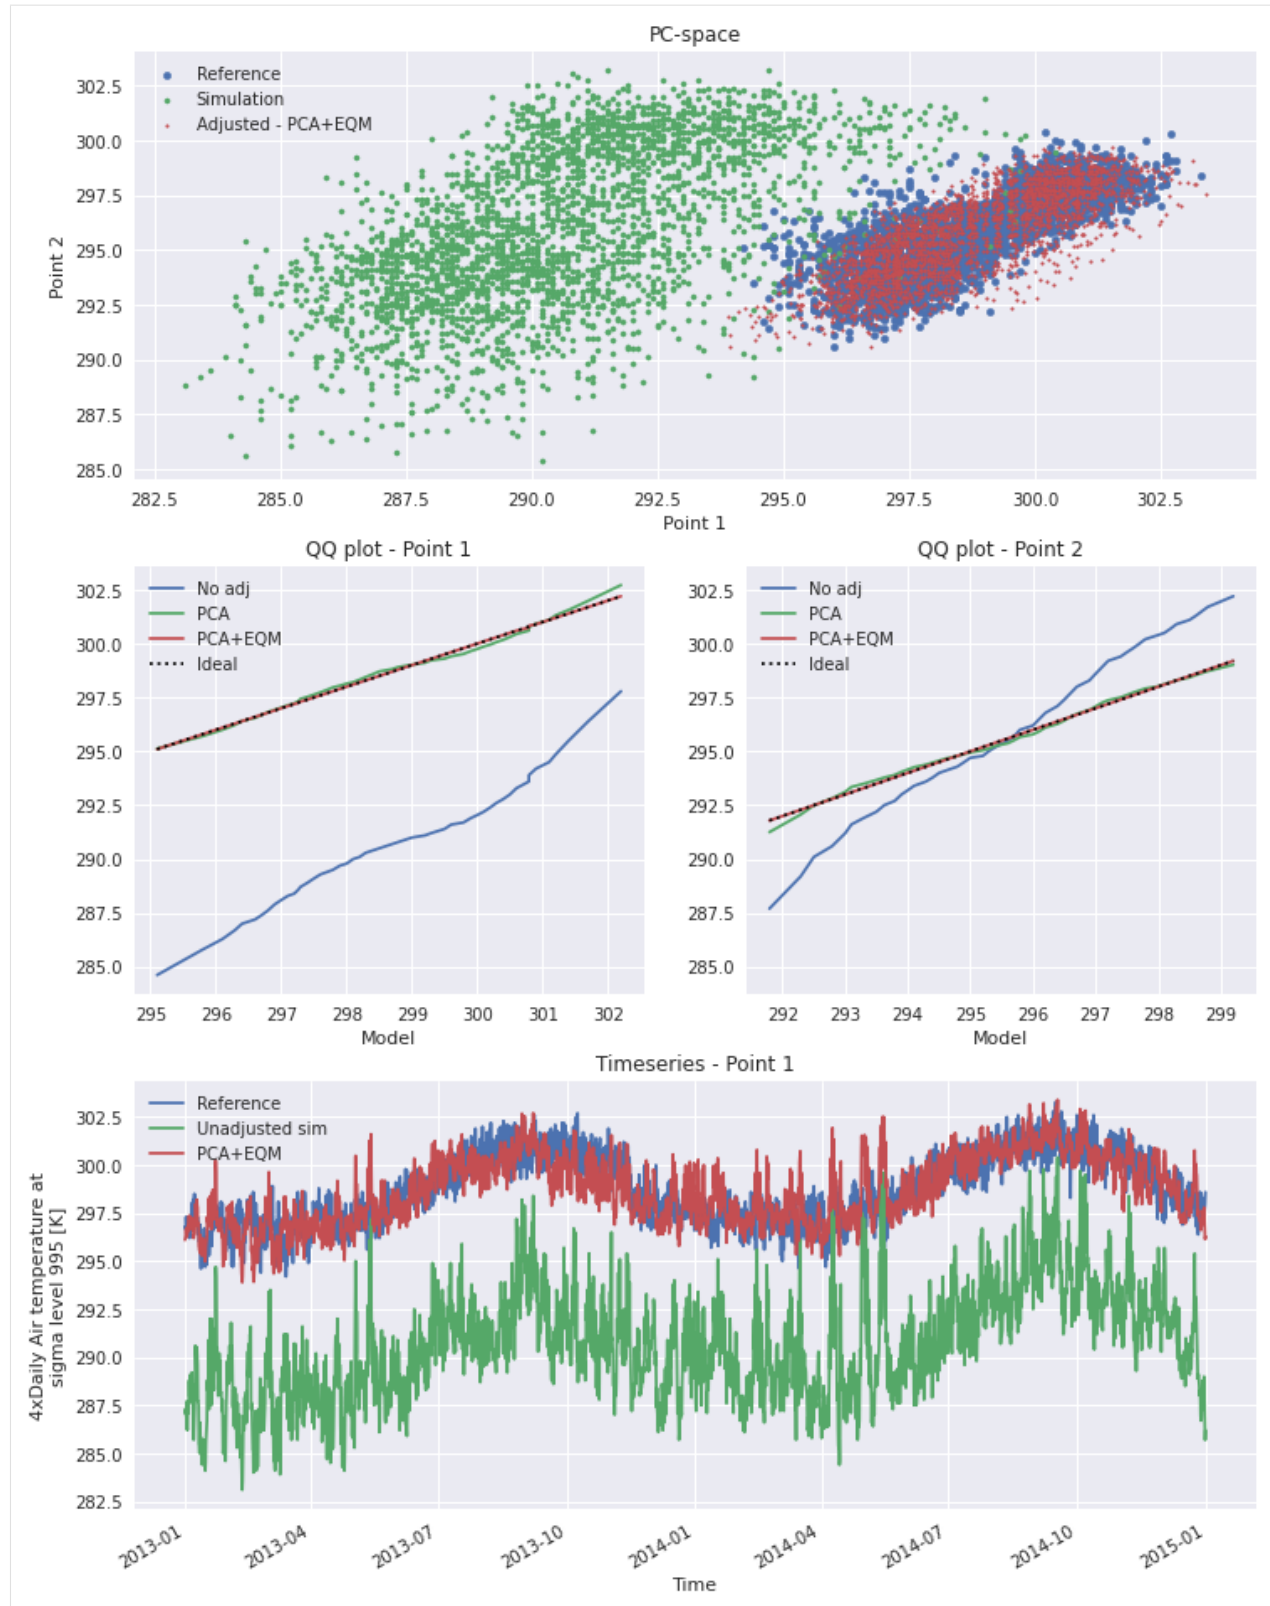 PC-space
Reference
Simulation
Adjusted - PCA+EQM
302.5
300.0
297.5
295.0
292.5
290.0
287.5
285.0
Point 2
282.5 285.0 287.5 290.0 292.5 295.0 297.5 300.0 302.5
Point 1
QQ plot - Point 1
No adj
PCA
PCA+EQM
Ideal
302.5
300.0
297.5
295.0
292.5
290.0
287.5
285.0
295 296 297 298 299 300 301 302
Model
QQ plot - Point 2
No adj
PCA
PCA+EQM
Ideal
302.5
300.0
297.5
295.0
292.5
290.0
287.5
285.0
292 293 294 295 296 297 298 299
Model
Timeseries - Point 1
Reference
Unadjusted sim
PCA+EQM
302.5
300.0
297.5
295.0
292.5
290.0
287.5
285.0
282.5
4xDaily Air temperature at
sigma level 995 [K]
2013-01 2013-04 2013-07 2013-10 2014-01 2014-04 2014-07 2014-10 2015-01
Time